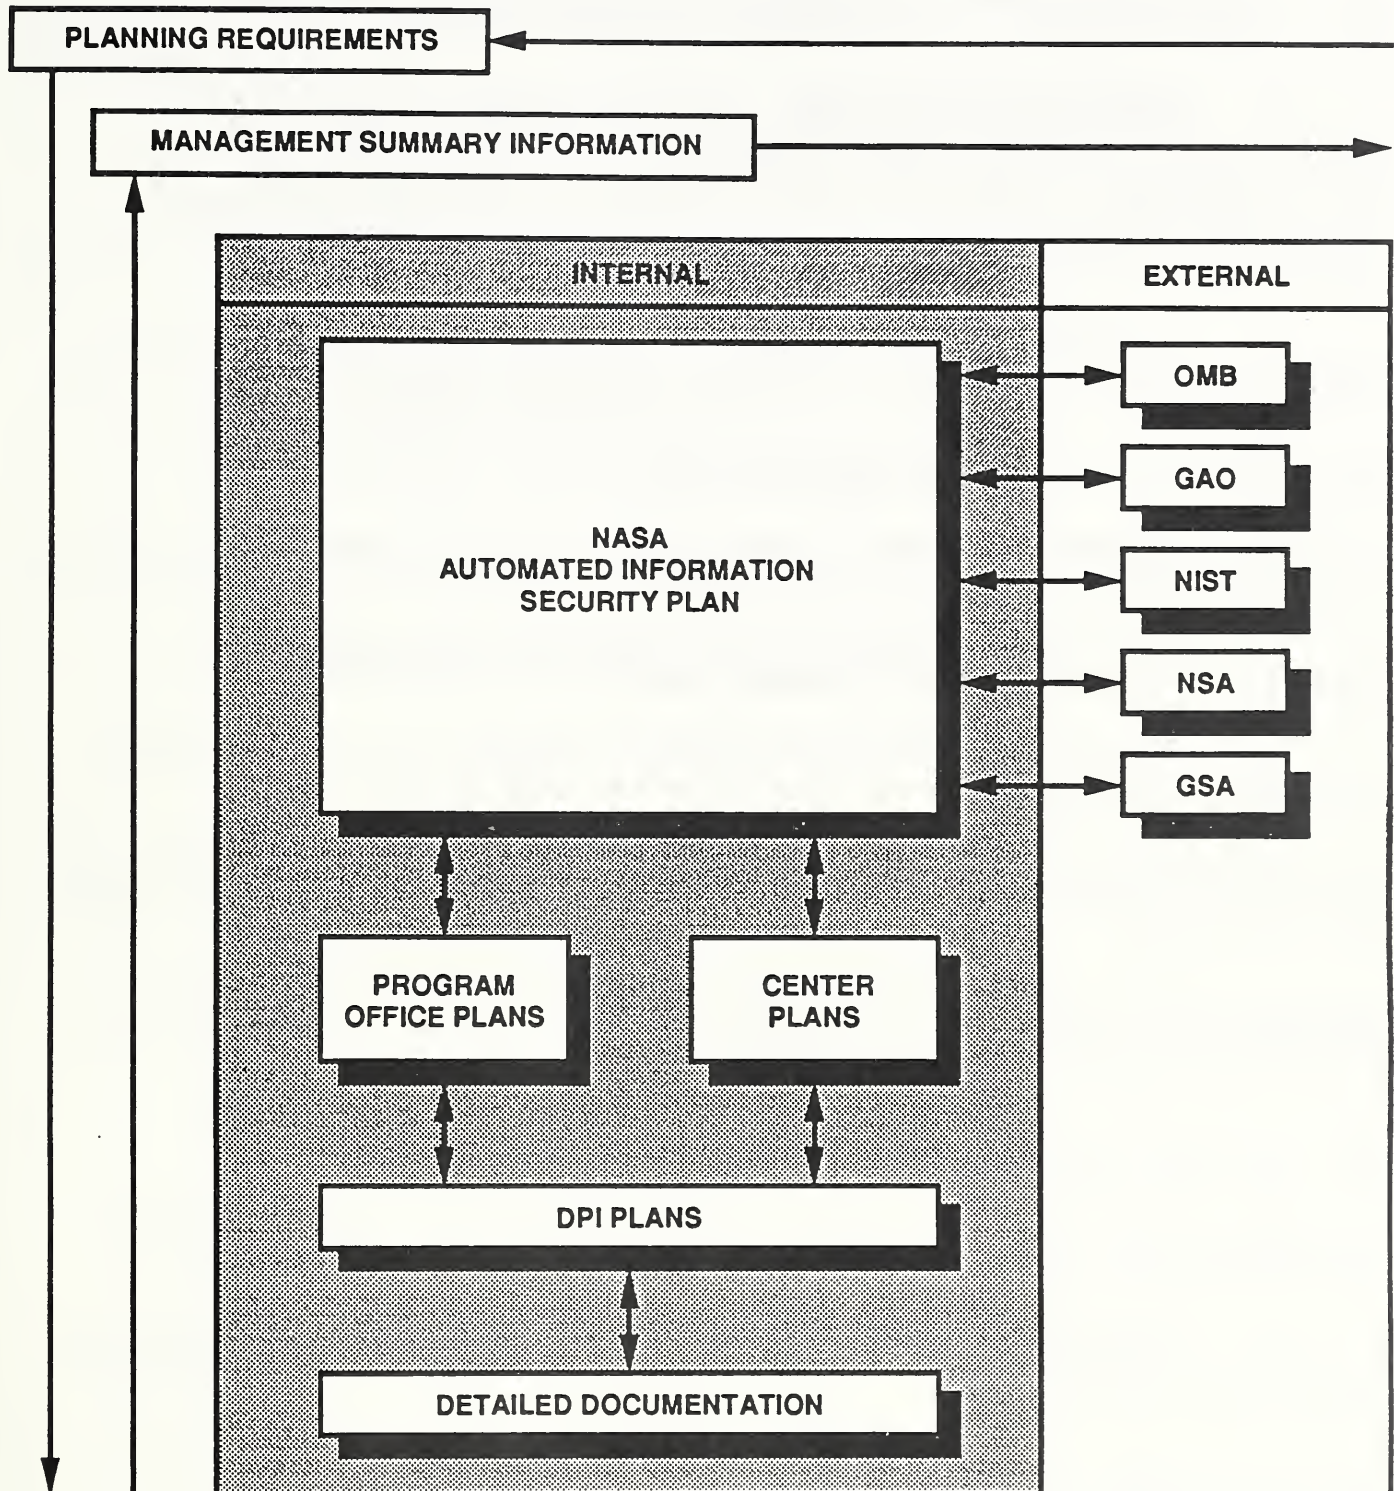 PLANNING REQUIREMENTS
MANAGEMENT SUMMARY INFORMATION
INTERNAL
EXTERNAL
NASA
AUTOMATED INFORMATION
SECURITY PLAN
OMB
GAO
NIST
NSA
GSA
PROGRAM
OFFICE PLANS
CENTER
PLANS
DPI PLANS
DETAILED DOCUMENTATION